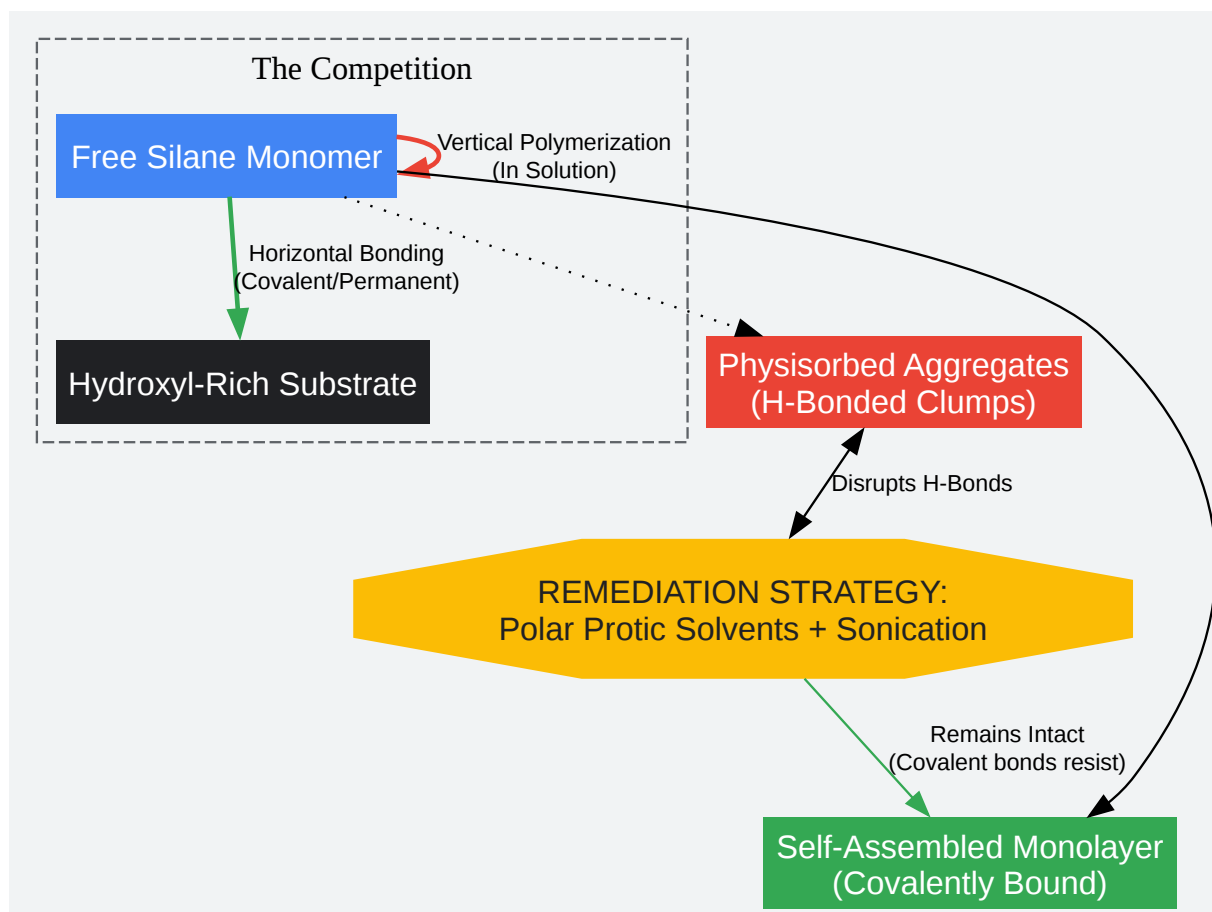 The Competition
Free Silane Monomer
Vertical Polymerization
(In Solution)
Horizontal Bonding
(Covalent/Permanent)
Hydroxyl-Rich Substrate
Physisorbed Aggregates
(H-Bonded Clumps)
Disrupts H-Bonds
REMEDIATION STRATEGY:
Polar Protic Solvents + Sonication
Remains Intact
(Covalent bonds resist)
Self-Assembled Monolayer
(Covalently Bound)